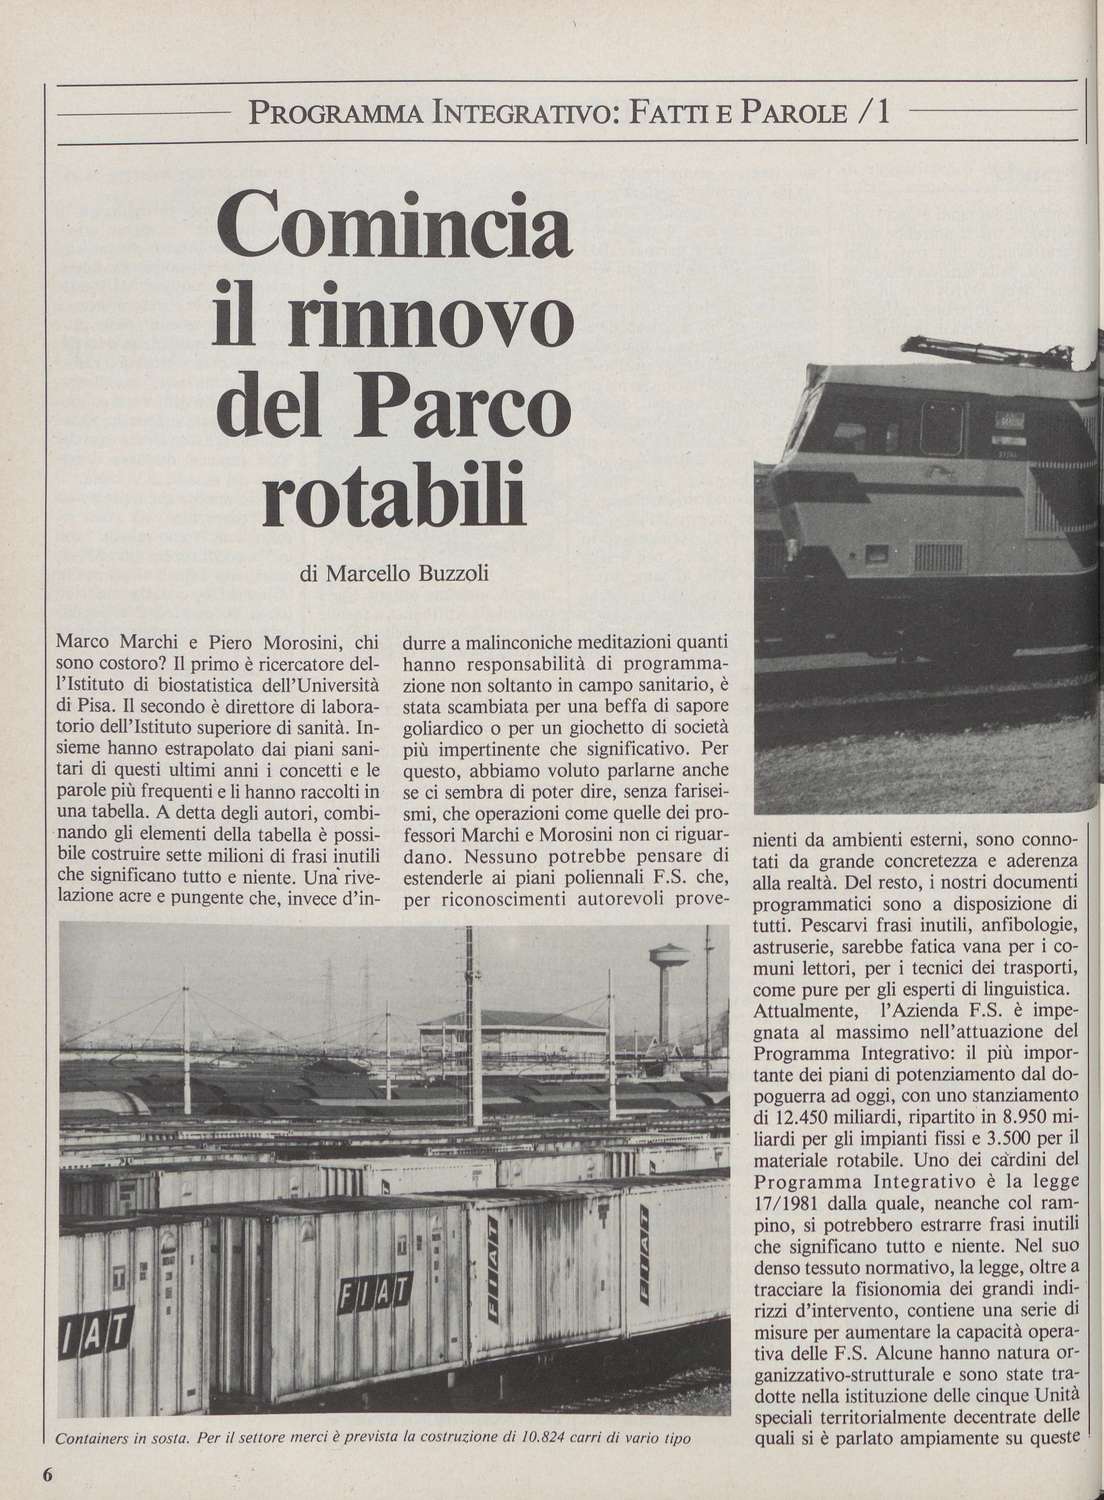 PROGRAMMA INTEGRATIVO: FATTI E PAROLE /1
Comincia
il rinnovo
del Parco
rotabili
di Marcello Buzzoli
Marco Marchi e Piero Morosini, chi
sono costoro? Il primo è ricercatore del-
l'Istituto di biostatistica dell'Università
di Pisa. Il secondo è direttore di labora-
torio dell'Istituto superiore di sanità. In-
sieme hanno estrapolato dai piani sani-
tari di questi ultimi anni i concetti e le
parole più frequenti e li hanno raccolti in
una tabella. A detta degli autori, combi-
nando gli elementi della tabella è possi-
bile costruire sette milioni di frasi inutili
che significano tutto e niente. Una rive-
lazione acre e pungente che, invece d'in-
durre a malinconiche meditazioni quanti
hanno responsabilità di programma-
zione non soltanto in campo sanitario, è
stata scambiata per una beffa di sapore
goliardico o per un giochetto di società
più impertinente che significativo. Per
questo, abbiamo voluto parlarne anche
se ci sembra di poter dire, senza farisei-
smi, che operazioni come quelle dei pro-
fessori Marchi e Morosini non ci riguar-
dano. Nessuno potrebbe pensare di
estenderle ai piani poliennali F.S. che,
per riconoscimenti autorevoli prove-
nienti da ambienti esterni, sono conno-
tati da grande concretezza e aderenza
alla realtà. Del resto, i nostri documenti
programmatici sono a disposizione di
tutti. Pescarvi frasi inutili, anfibologie,
astruserie, sarebbe fatica vana per i co-
muni lettori, per i tecnici dei trasporti,
come pure per gli esperti di linguistica.
Attualmente, l'Azienda F.S. è impe-
gnata al massimo nell'attuazione del
Programma Integrativo: il più impor-
tante dei piani di potenziamento dal do-
poguerra ad oggi, con uno stanziamento
di 12.450 miliardi, ripartito in 8.950 mi-
liardi per gli impianti fissi e 3.500 per il
materiale rotabile. Uno dei cardini del
Programma Integrativo è la legge
17/1981 dalla quale, neanche col ram-
pino, si potrebbero estrarre frasi inutili
che significano tutto e niente. Nel suo
denso tessuto normativo, la legge, oltre a
tracciare la fisionomia dei grandi indi-
rizzi d'intervento, contiene una serie di
misure per aumentare la capacità opera-
tiva delle F.S. Alcune hanno natura or-
ganizzativo-strutturale e sono state tra-
dotte nella istituzione delle cinque Unità
speciali territorialmente decentrate delle
quali si è parlato ampiamente su queste
IAT
FIAT
FIAT
FIAT
Containers in sosta. Per il settore merci è prevista la costruzione di 10.824 carri di vario tipo
6